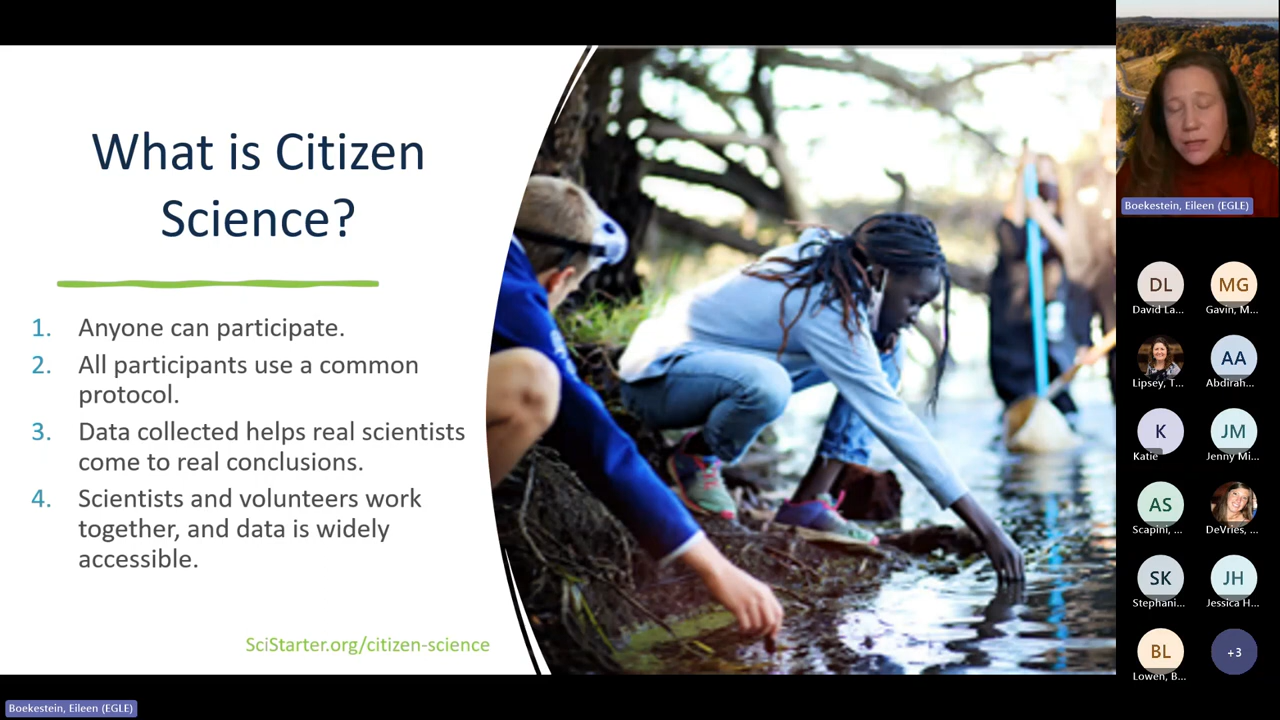 What is Citizen
Science?
1. Anyone can participate.
2. All participants use a common
protocol.
3. Data collected helps real scientists
come to real conclusions.
4. Scientists and volunteers work
together, and data is widely
accessible.
SciStarter.org/citizen-science
Boekestein, Eileen (EGLE)
DL
David La...
MG
Gavin, M...
Lipsey, T...
AA
Abdirah...
K
Katie
JM
Jenny Mi...
AS
Scapini, ...
DeVries, ...
SK
Stephani...
JH
Jessica H...
BL
Lowen, B...
+3
Boekestein, Eileen (EGLE)